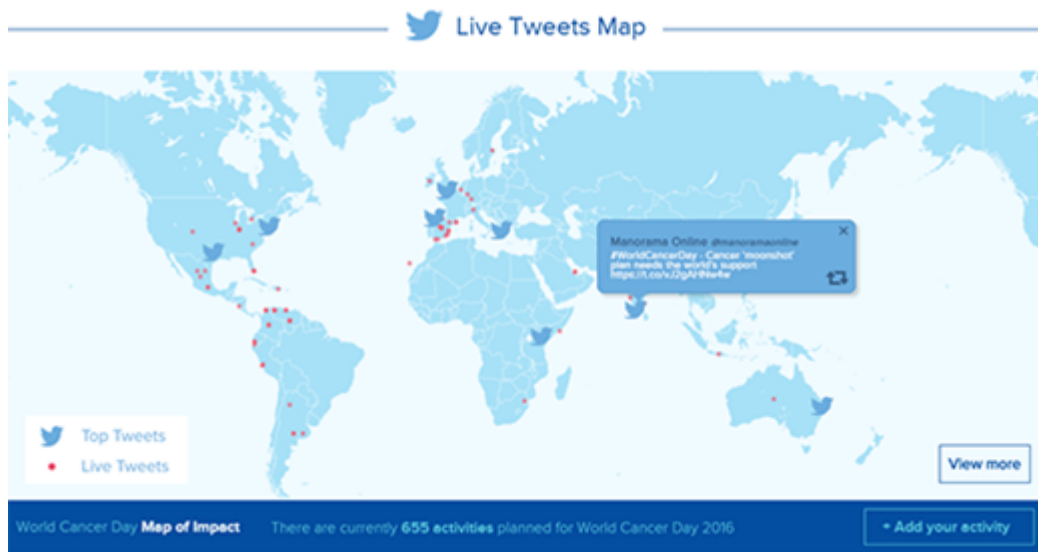 Live Tweets Map
Manorama Online @manoramaonline
#WorldCancerDay - Cancer 'moonshot'
plan needs the world's support
Top Tweets
Live Tweets
View more
World Cancer Day Map of Impact
There are currently 655 activities planned for World Cancer Day 2016
+ Add your activity